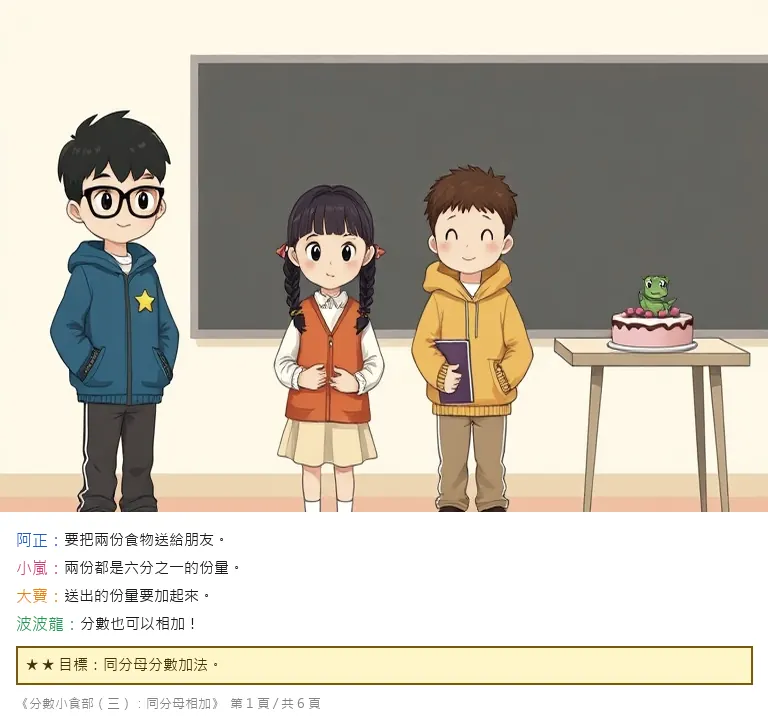 阿正：要把兩份食物送給朋友。
小嵐：兩份都是六分之一的份量。
大寶：送出的份量要加起來。
波波龍：分數也可以相加！
★★目標：同分母分數加法。
《分數小食部（三）：同分母相加》 第1頁/共6頁